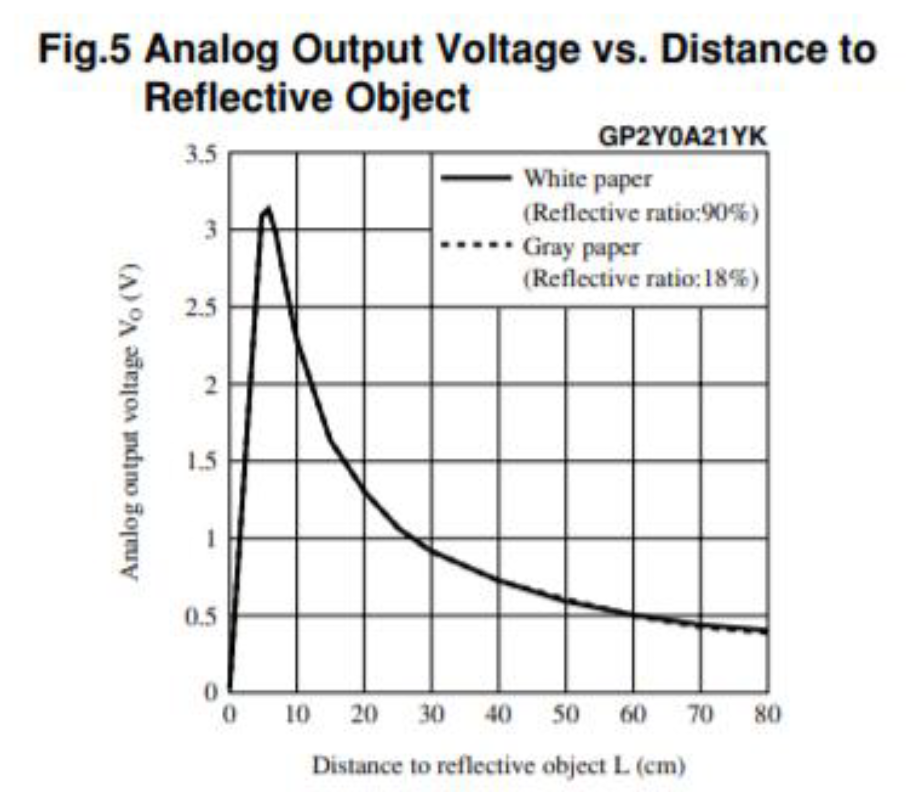 Fig.5 Analog Output Voltage vs. Distance to
Reflective Object
GP2Y0A21YK
3.5
White paper
(Reflective ratio:90%)
3
Gray paper
(Reflective ratio:18%)
2.5
2
1.5
1
0.5
0
Analog output voltage VO (V)
0 10 20 30 40 50 60 70 80
Distance to reflective object L (cm)